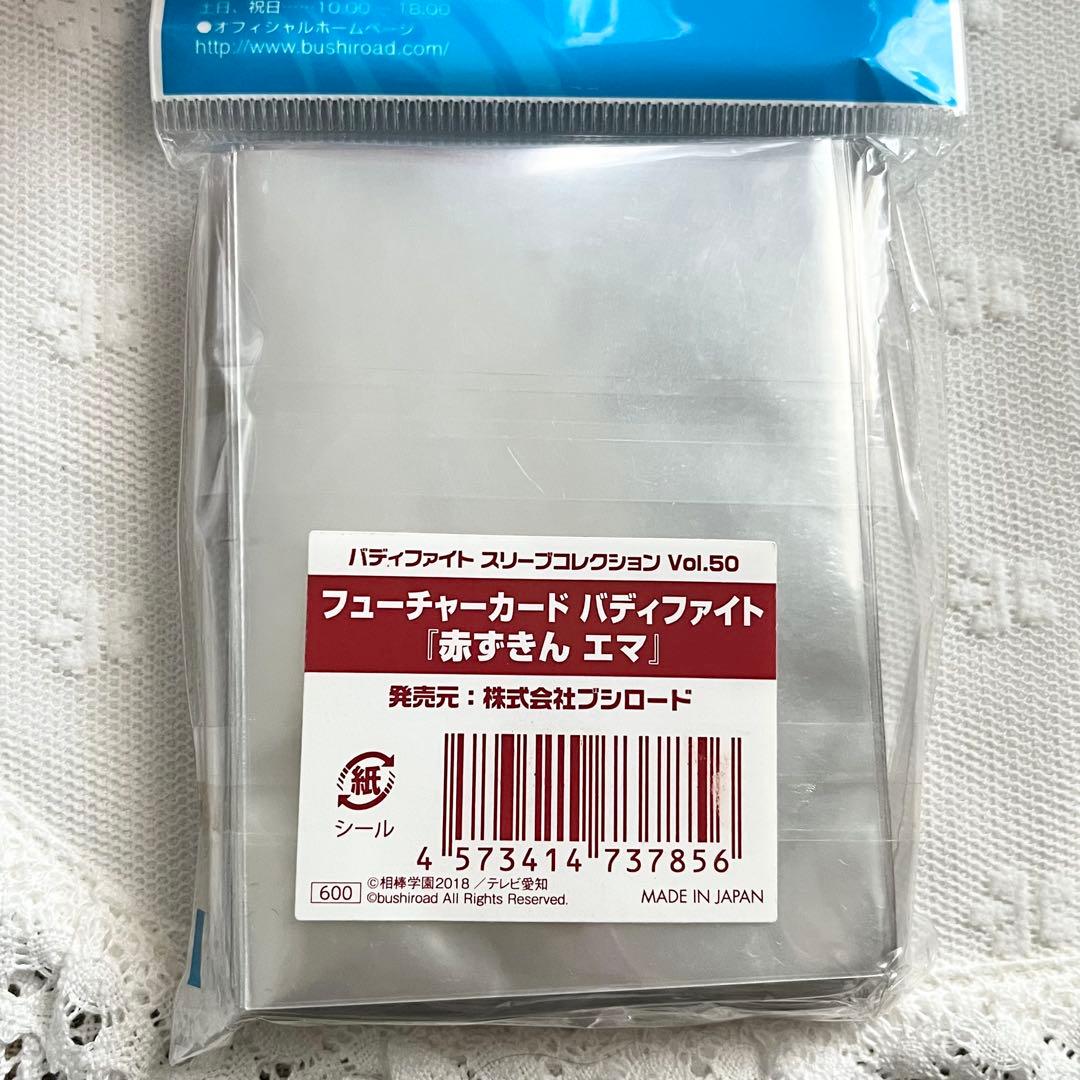 土日、祝日……10:00～18:00
●オフィシャルホームページ
http://www.bushiroad.com/
バディファイト スリーブコレクション Vol.50
フューチャーカード バディファイト
『赤ずきん エマ』
発売元：株式会社ブシロード
紙
シール
4 573414 737856
600
©相棒学園2018／テレビ愛知
©bushiroad All Rights Reserved.
MADE IN JAPAN